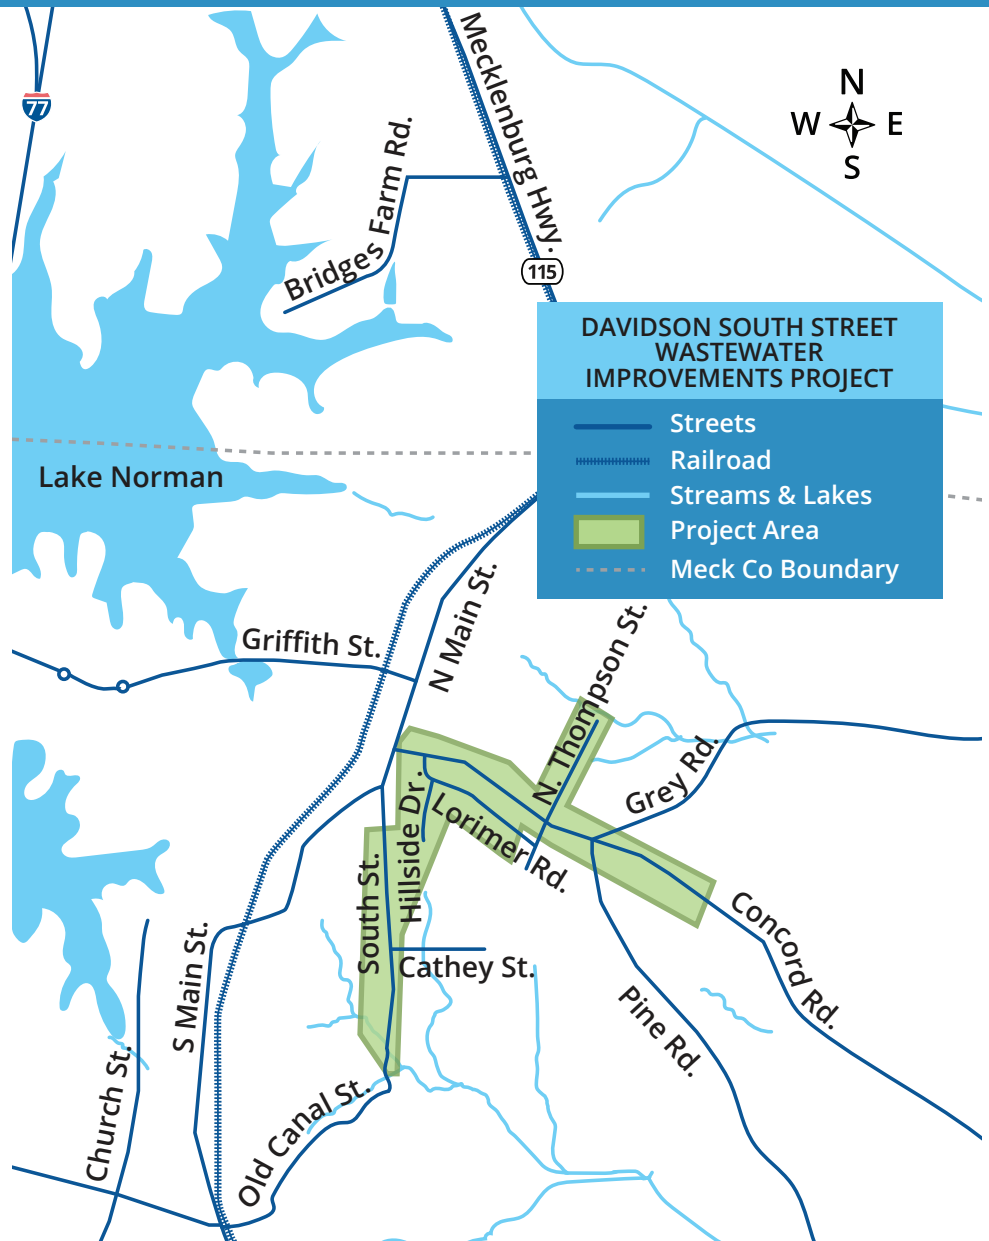 Mecklenburg Hwy.
N
W E
S
77
Bridges Farm Rd.
115
DAVIDSON SOUTH STREET
WASTEWATER
IMPROVEMENTS PROJECT
Streets
Railroad
Streams & Lakes
Project Area
Meck Co Boundary
Lake Norman
N Main St.
Griffith St.
N. Thompson St.
Grey Rd.
Hillside Dr.
Lorimer Rd.
South St.
Concord Rd.
Cathey St.
S Main St.
Pine Rd.
Church St.
Old Canal St.